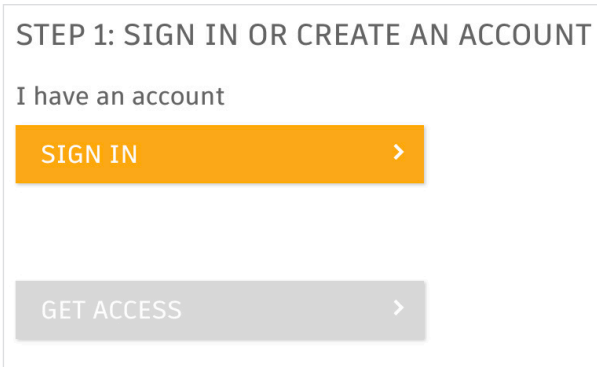 STEP 1: SIGN IN OR CREATE AN ACCOUNT
I have an account
SIGN IN
GET ACCESS